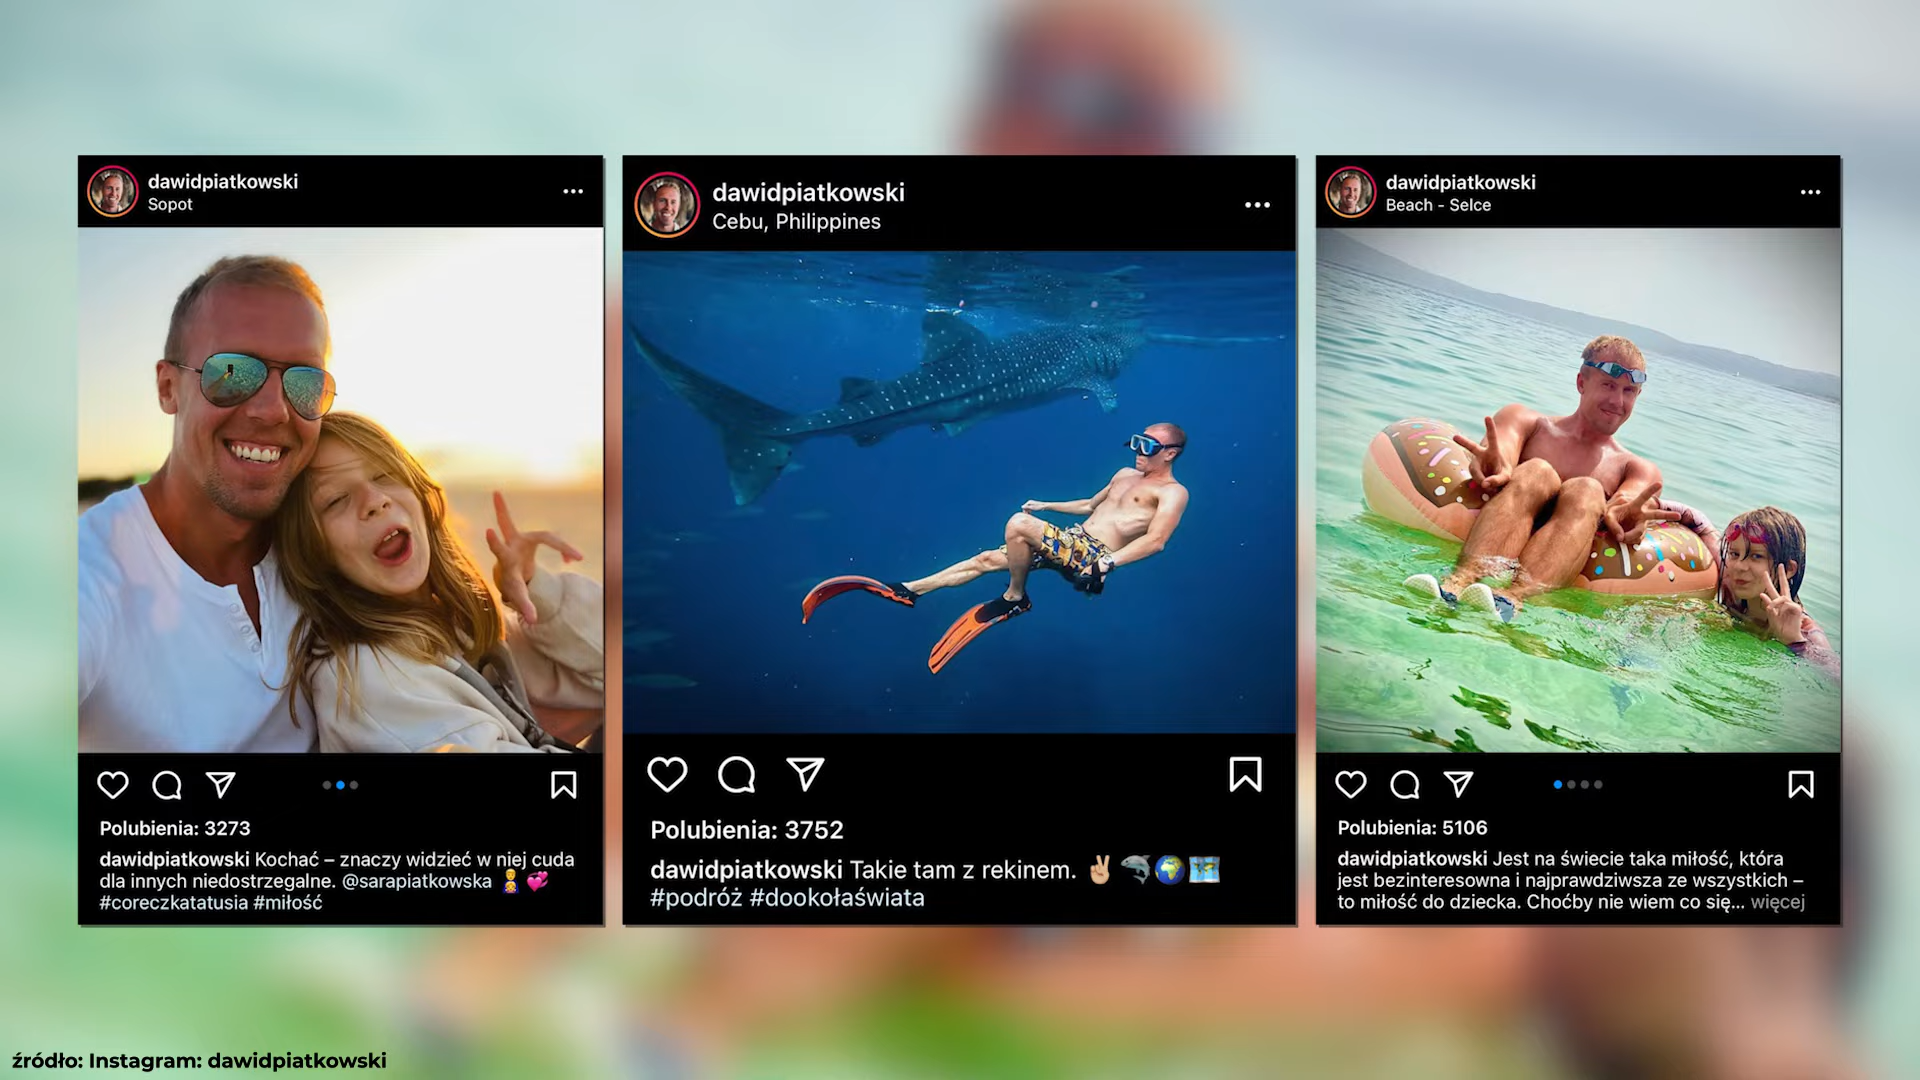 dawidpiatkowski
Sopot
Polubienia: 3273
dawidpiatkowski Kochać – znaczy widzieć w niej cuda
dla innych niedostrzegalne. @sarapiatkowska 👨‍👧 💞
#coreczkatatusia #miłość
dawidpiatkowski
Cebu, Philippines
Polubienia: 3752
dawidpiatkowski Takie tam z rekinem. ✌🏼🦈🌍🗺️
#podróż #dookołaświata
dawidpiatkowski
Beach - Selce
Polubienia: 5106
dawidpiatkowski Jest na świecie taka miłość, która
jest bezinteresowna i najprawdziwsza ze wszystkich –
to miłość do dziecka. Choćby nie wiem co się... więcej
źródło: Instagram: dawidpiatkowski